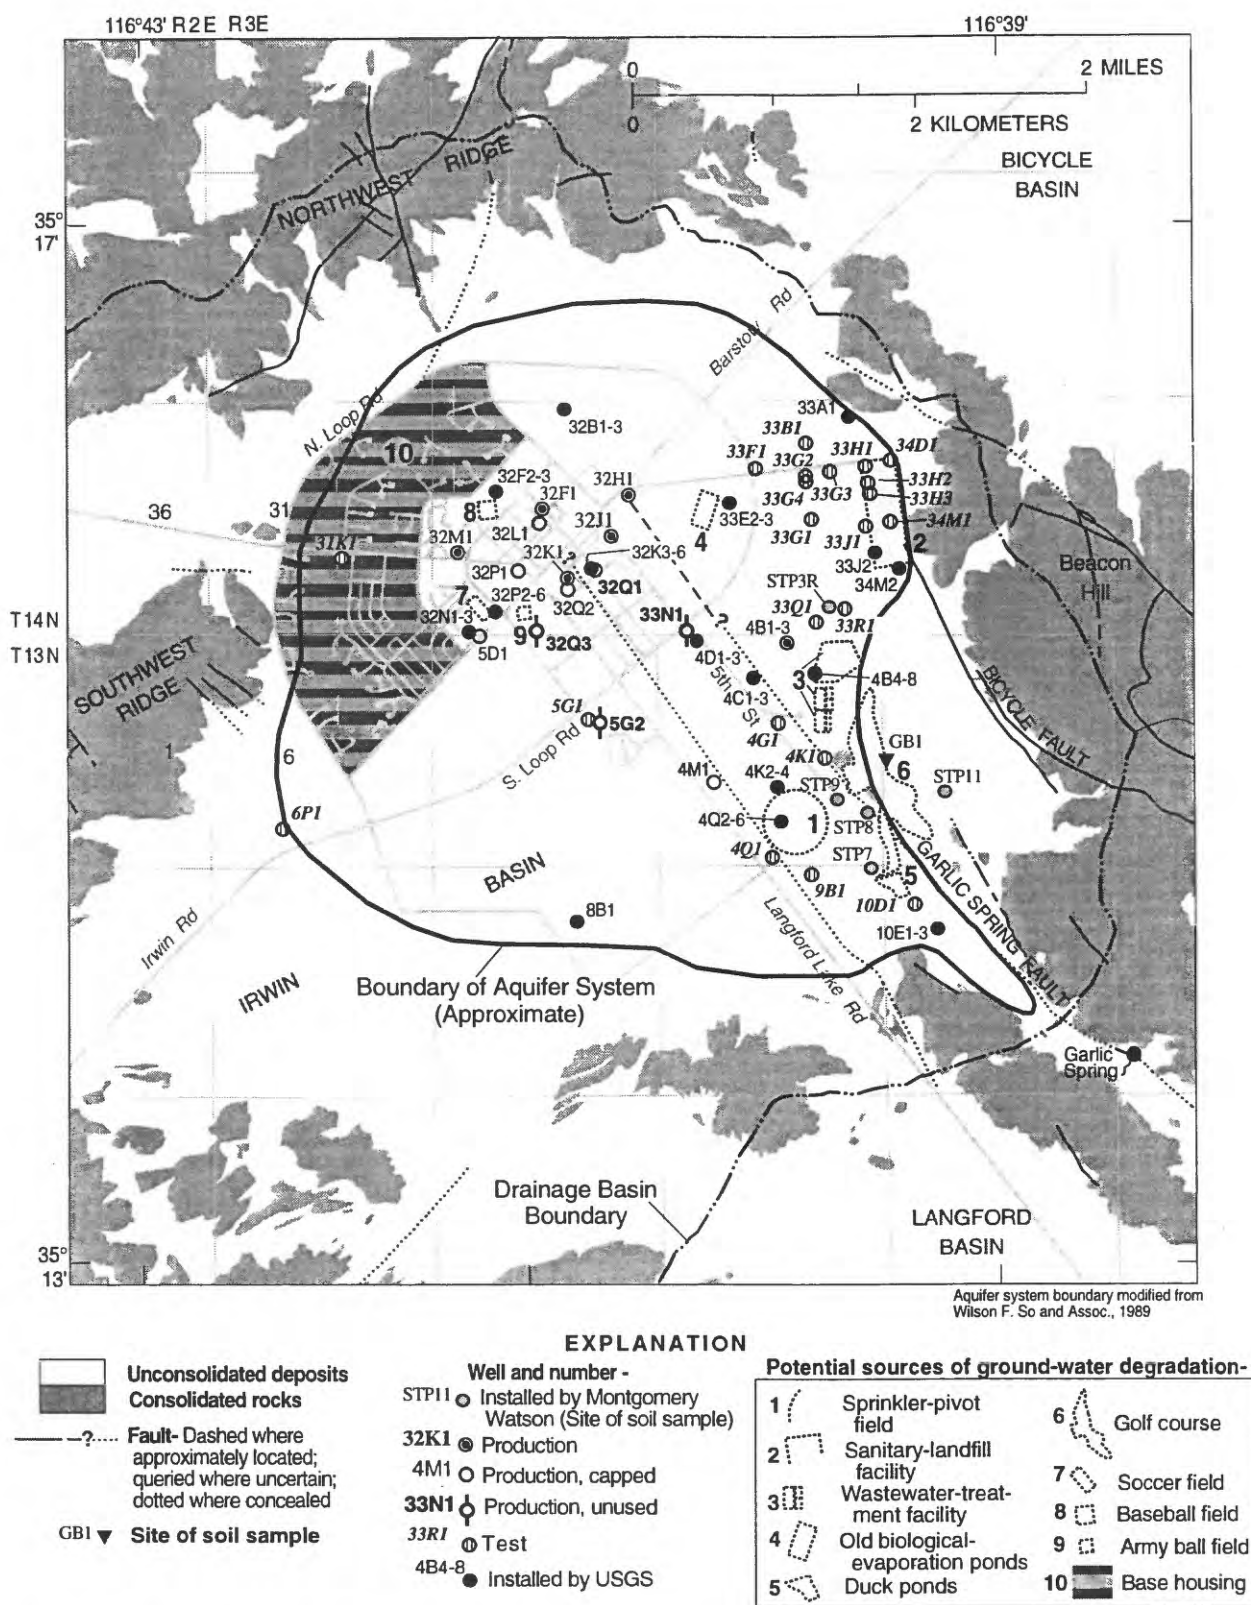 116°43' R 2 E R 3 E
116°39'
0 2 MILES
0 2 KILOMETERS
BICYCLE
BASIN
NORTHWEST RIDGE
35°
17'
Barstow Rd
N. Loop Rd
10
36
31
31K1
32B1-3
32F2-3
32F1
32H1
8
32L1
32J1
32M1
32K1
?
32K3-6
32P1
32Q1
32P2-6
32Q2
7
32N1-3
5D1
9
32Q3
33A1
33B1
33F1
33G2
33H1
34D1
33H2
33H3
33G4
33G3
33E2-3
4
33G1
33J1
34M1
2
33J2
34M2
Beacon
Hill
STP3R
33Q1
33R1
33N1
?
4B1-3
4D1-3
T14N
T13N
SOUTHWEST
RIDGE
1
6
5th St
4C1-3
3
4B4-8
5G1
5G2
S. Loop Rd
4G1
4K1
GB1
6
STP11
BICYCLE FAULT
4M1
4K2-4
STP9
4Q2-6
1
STP8
6P1
4Q1
STP7
9B1
5
10D1
GARLIC SPRING FAULT
BASIN
8B1
10E1-3
Irwin Rd
IRWIN
Boundary of Aquifer System
(Approximate)
Langford Lake Rd
Garlic
Spring
Drainage Basin
Boundary
LANGFORD
BASIN
35°
13'
Aquifer system boundary modified from
Wilson F. So and Assoc., 1989
EXPLANATION
Unconsolidated deposits
Consolidated rocks
? Fault- Dashed where
approximately located;
queried where uncertain;
dotted where concealed
GB1 Site of soil sample
Well and number -
STP11 Installed by Montgomery
Watson (Site of soil sample)
32K1 Production
4M1 Production, capped
33N1 Production, unused
33R1 Test
4B4-8 Installed by USGS
Potential sources of ground-water degradation-
1 Sprinkler-pivot
field
2 Sanitary-landfill
facility
3 Wastewater-treat-
ment facility
4 Old biological-
evaporation ponds
5 Duck ponds
6 Golf course
7 Soccer field
8 Baseball field
9 Army ball field
10 Base housing